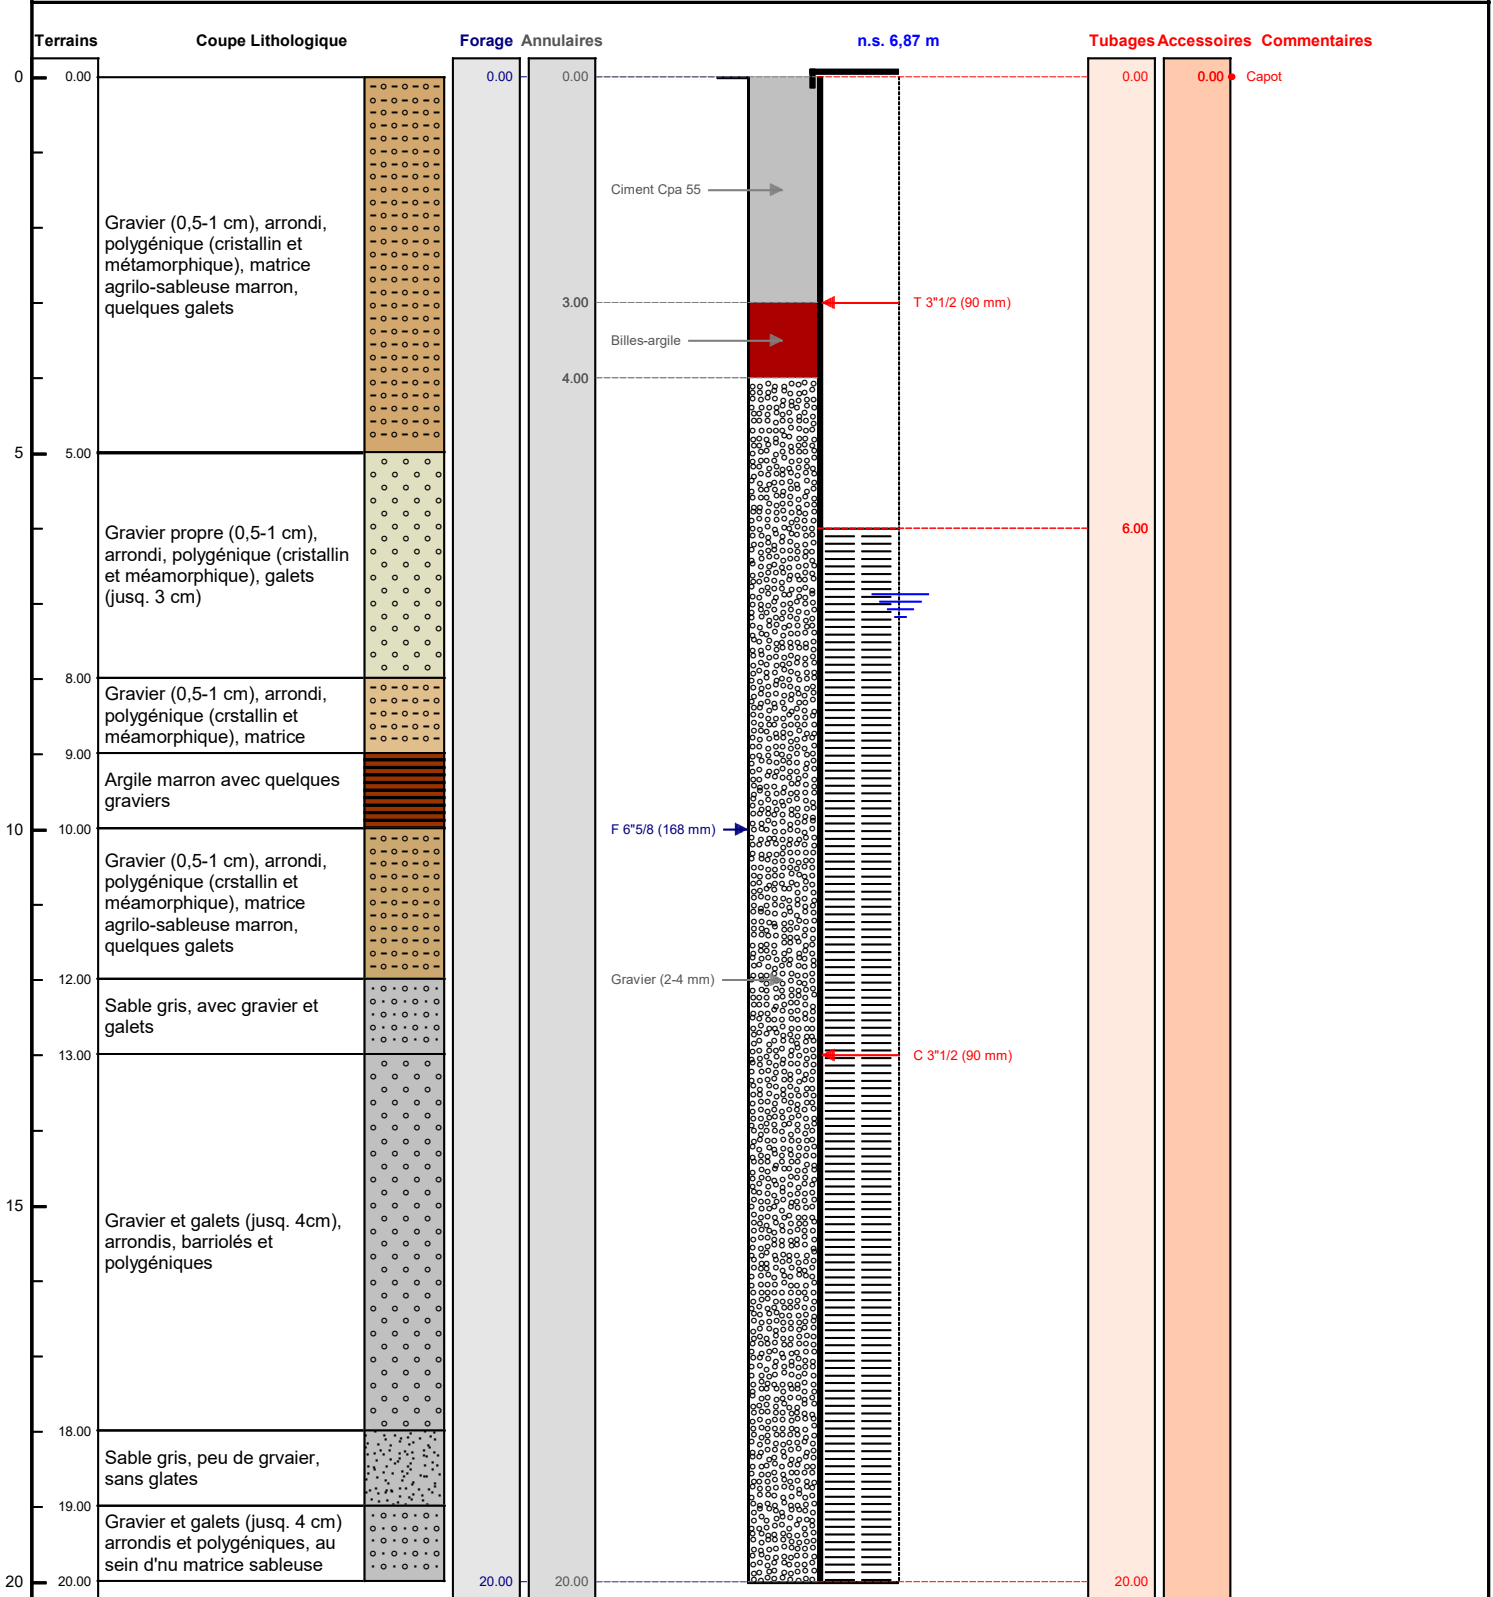 Terrains Coupe Lithologique Forage Annulaires n.s. 6,87 m Tubages Accessoires Commentaires
0 0.00 0.00 0.00 0.00 0.00 Capot
Ciment Cpa 55
Gravier (0,5-1 cm), arrondi,
polygénique (cristallin et
métamorphique), matrice
agrilo-sableuse marron,
quelques galets
3.00 T 3"1/2 (90 mm)
Billes-argile
4.00
5 5.00
Gravier propre (0,5-1 cm),
arrondi, polygénique (cristallin
et méamorphique), galets
(jusq. 3 cm)
6.00
8.00
Gravier (0,5-1 cm), arrondi,
polygénique (crstallin et
méamorphique), matrice
9.00
Argile marron avec quelques
graviers
10 10.00 F 6"5/8 (168 mm)
Gravier (0,5-1 cm), arrondi,
polygénique (crstallin et
méamorphique), matrice
agrilo-sableuse marron,
quelques galets
12.00 Gravier (2-4 mm)
Sable gris, avec gravier et
galets
13.00 C 3"1/2 (90 mm)
15
Gravier et galets (jusq. 4cm),
arrondis, barriolés et
polygéniques
18.00
Sable gris, peu de grvaier,
sans glates
19.00
Gravier et galets (jusq. 4 cm)
arrondis et polygéniques, au
sein d'nu matrice sableuse
20 20.00 20.00 20.00 20.00